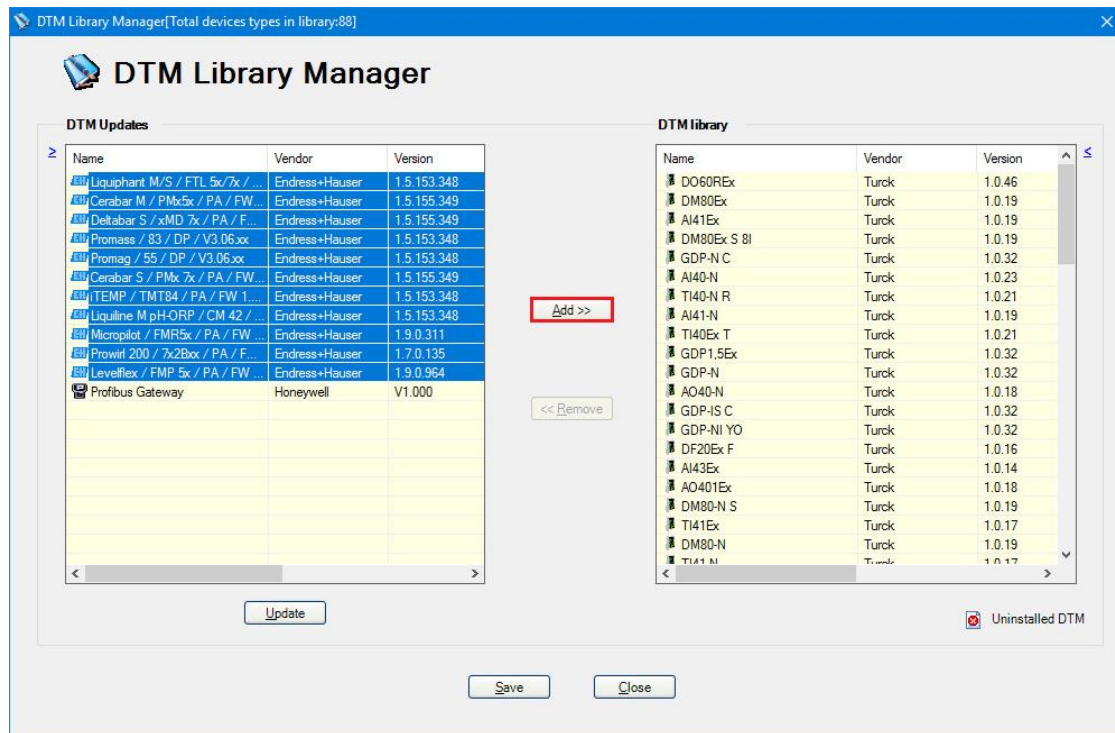 DTM Library Manager[Total devices types in library:88]
DTM Library Manager
DTM Updates
Name Vendor Version
Liquiphant M/S / FTL 5x/7x / ... Endress+Hauser 1.5.153.348
Cerabar M / PMx5x / PA / FW... Endress+Hauser 1.5.155.349
Deltabar S / xMD 7x / PA / F... Endress+Hauser 1.5.155.349
Promass / 83 / DP / V3.06.xx Endress+Hauser 1.5.153.348
Promag / 55 / DP / V3.06.xx Endress+Hauser 1.5.153.348
Cerabar S / PMx 7x / PA / FW... Endress+Hauser 1.5.155.349
iTEMP / TMT84 / PA / FW 1.... Endress+Hauser 1.5.153.348
Liquiline M pH-ORP / CM 42 / ... Endress+Hauser 1.5.153.348
Micropilot / FMR5x / PA / FW ... Endress+Hauser 1.9.0.311
Prowirl 200 / 7x2Bxx / PA / F... Endress+Hauser 1.7.0.135
Levelflex / FMP 5x / PA / FW ... Endress+Hauser 1.9.0.964
Profibus Gateway Honeywell V1.000
Update
Add >>
<< Remove
DTM library
Name Vendor Version
DO60REx Turck 1.0.46
DM80Ex Turck 1.0.19
AI41Ex Turck 1.0.19
DM80Ex S 8I Turck 1.0.19
GDP-N C Turck 1.0.32
AI40-N Turck 1.0.23
TI40-N R Turck 1.0.21
AI41-N Turck 1.0.19
TI40Ex T Turck 1.0.21
GDP1,5Ex Turck 1.0.32
GDP-N Turck 1.0.32
AO40-N Turck 1.0.18
GDP-IS C Turck 1.0.32
GDP-NI YO Turck 1.0.32
DF20Ex F Turck 1.0.16
AI43Ex Turck 1.0.14
AO401Ex Turck 1.0.18
DM80-N S Turck 1.0.19
TI41Ex Turck 1.0.17
DM80-N Turck 1.0.19
TI41-N Turck 1.0.17
Uninstalled DTM
Save Close